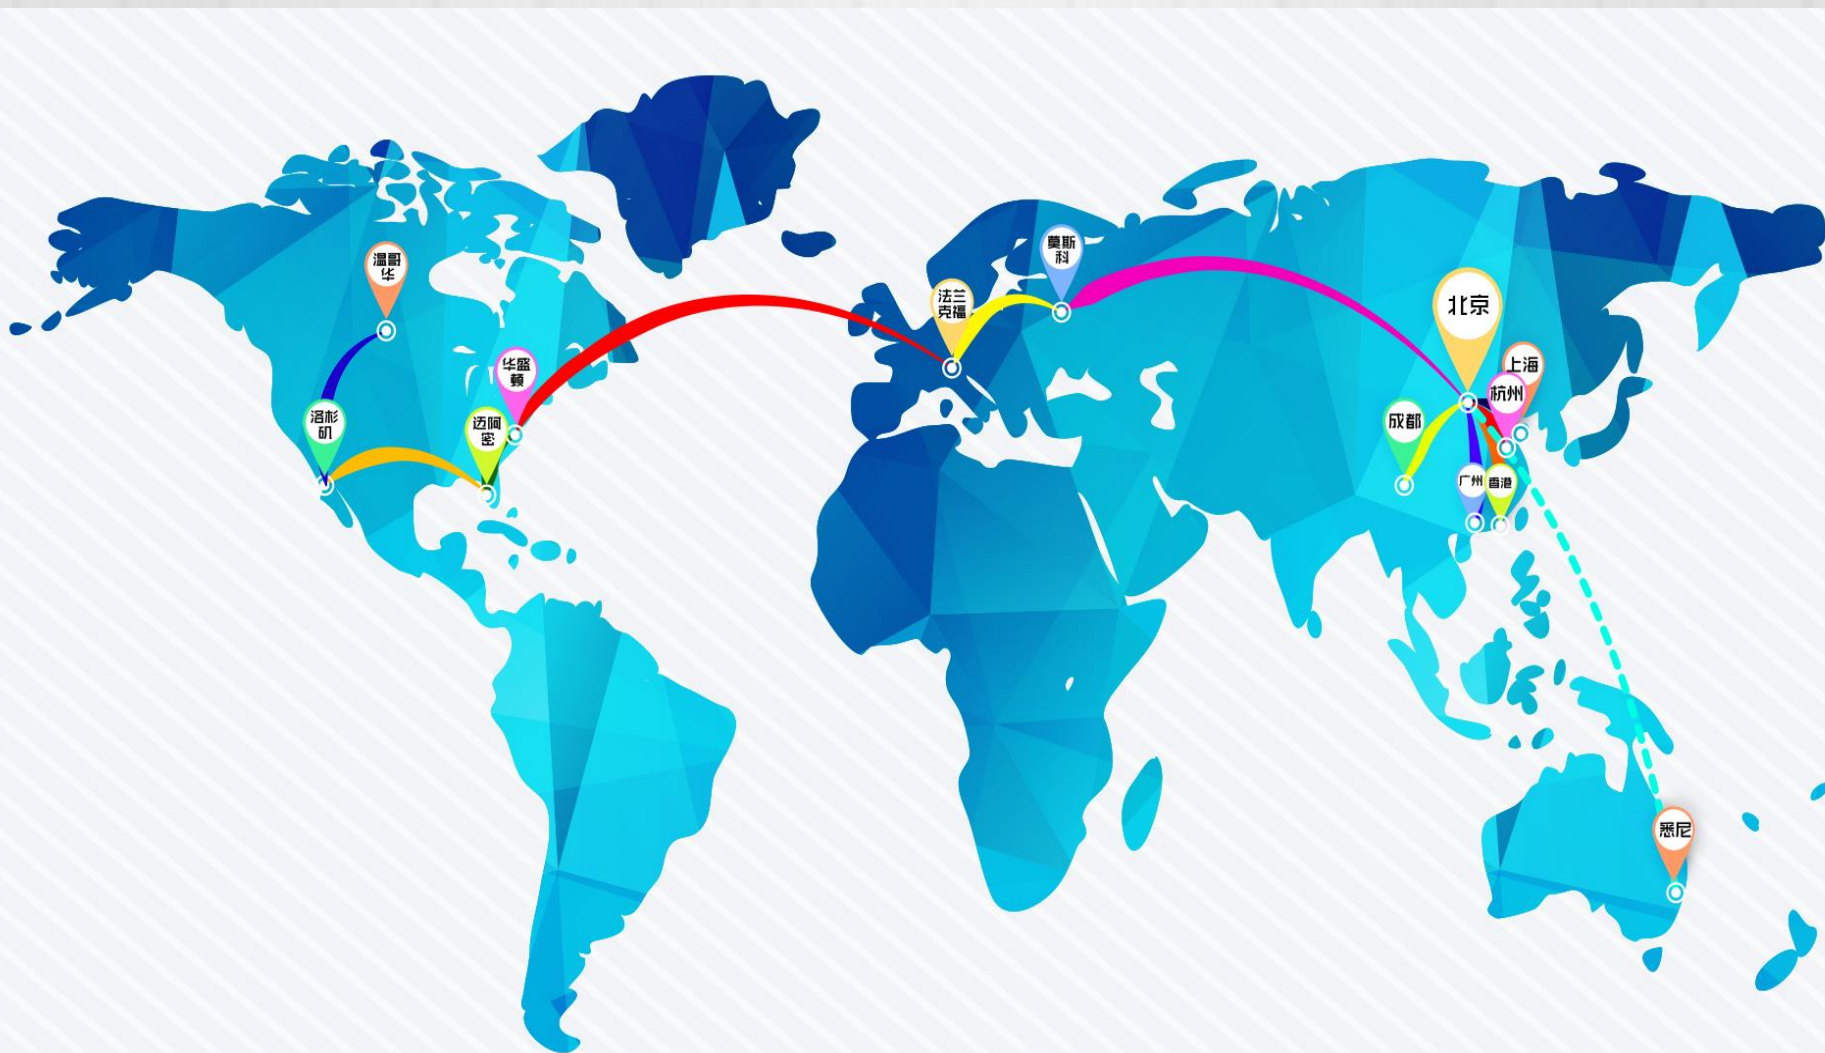 温哥
华
洛杉
矶
华盛
顿
迈阿
密
法兰
克福
莫斯
科
北京
上海
杭州
成都
广州
香港
悉尼